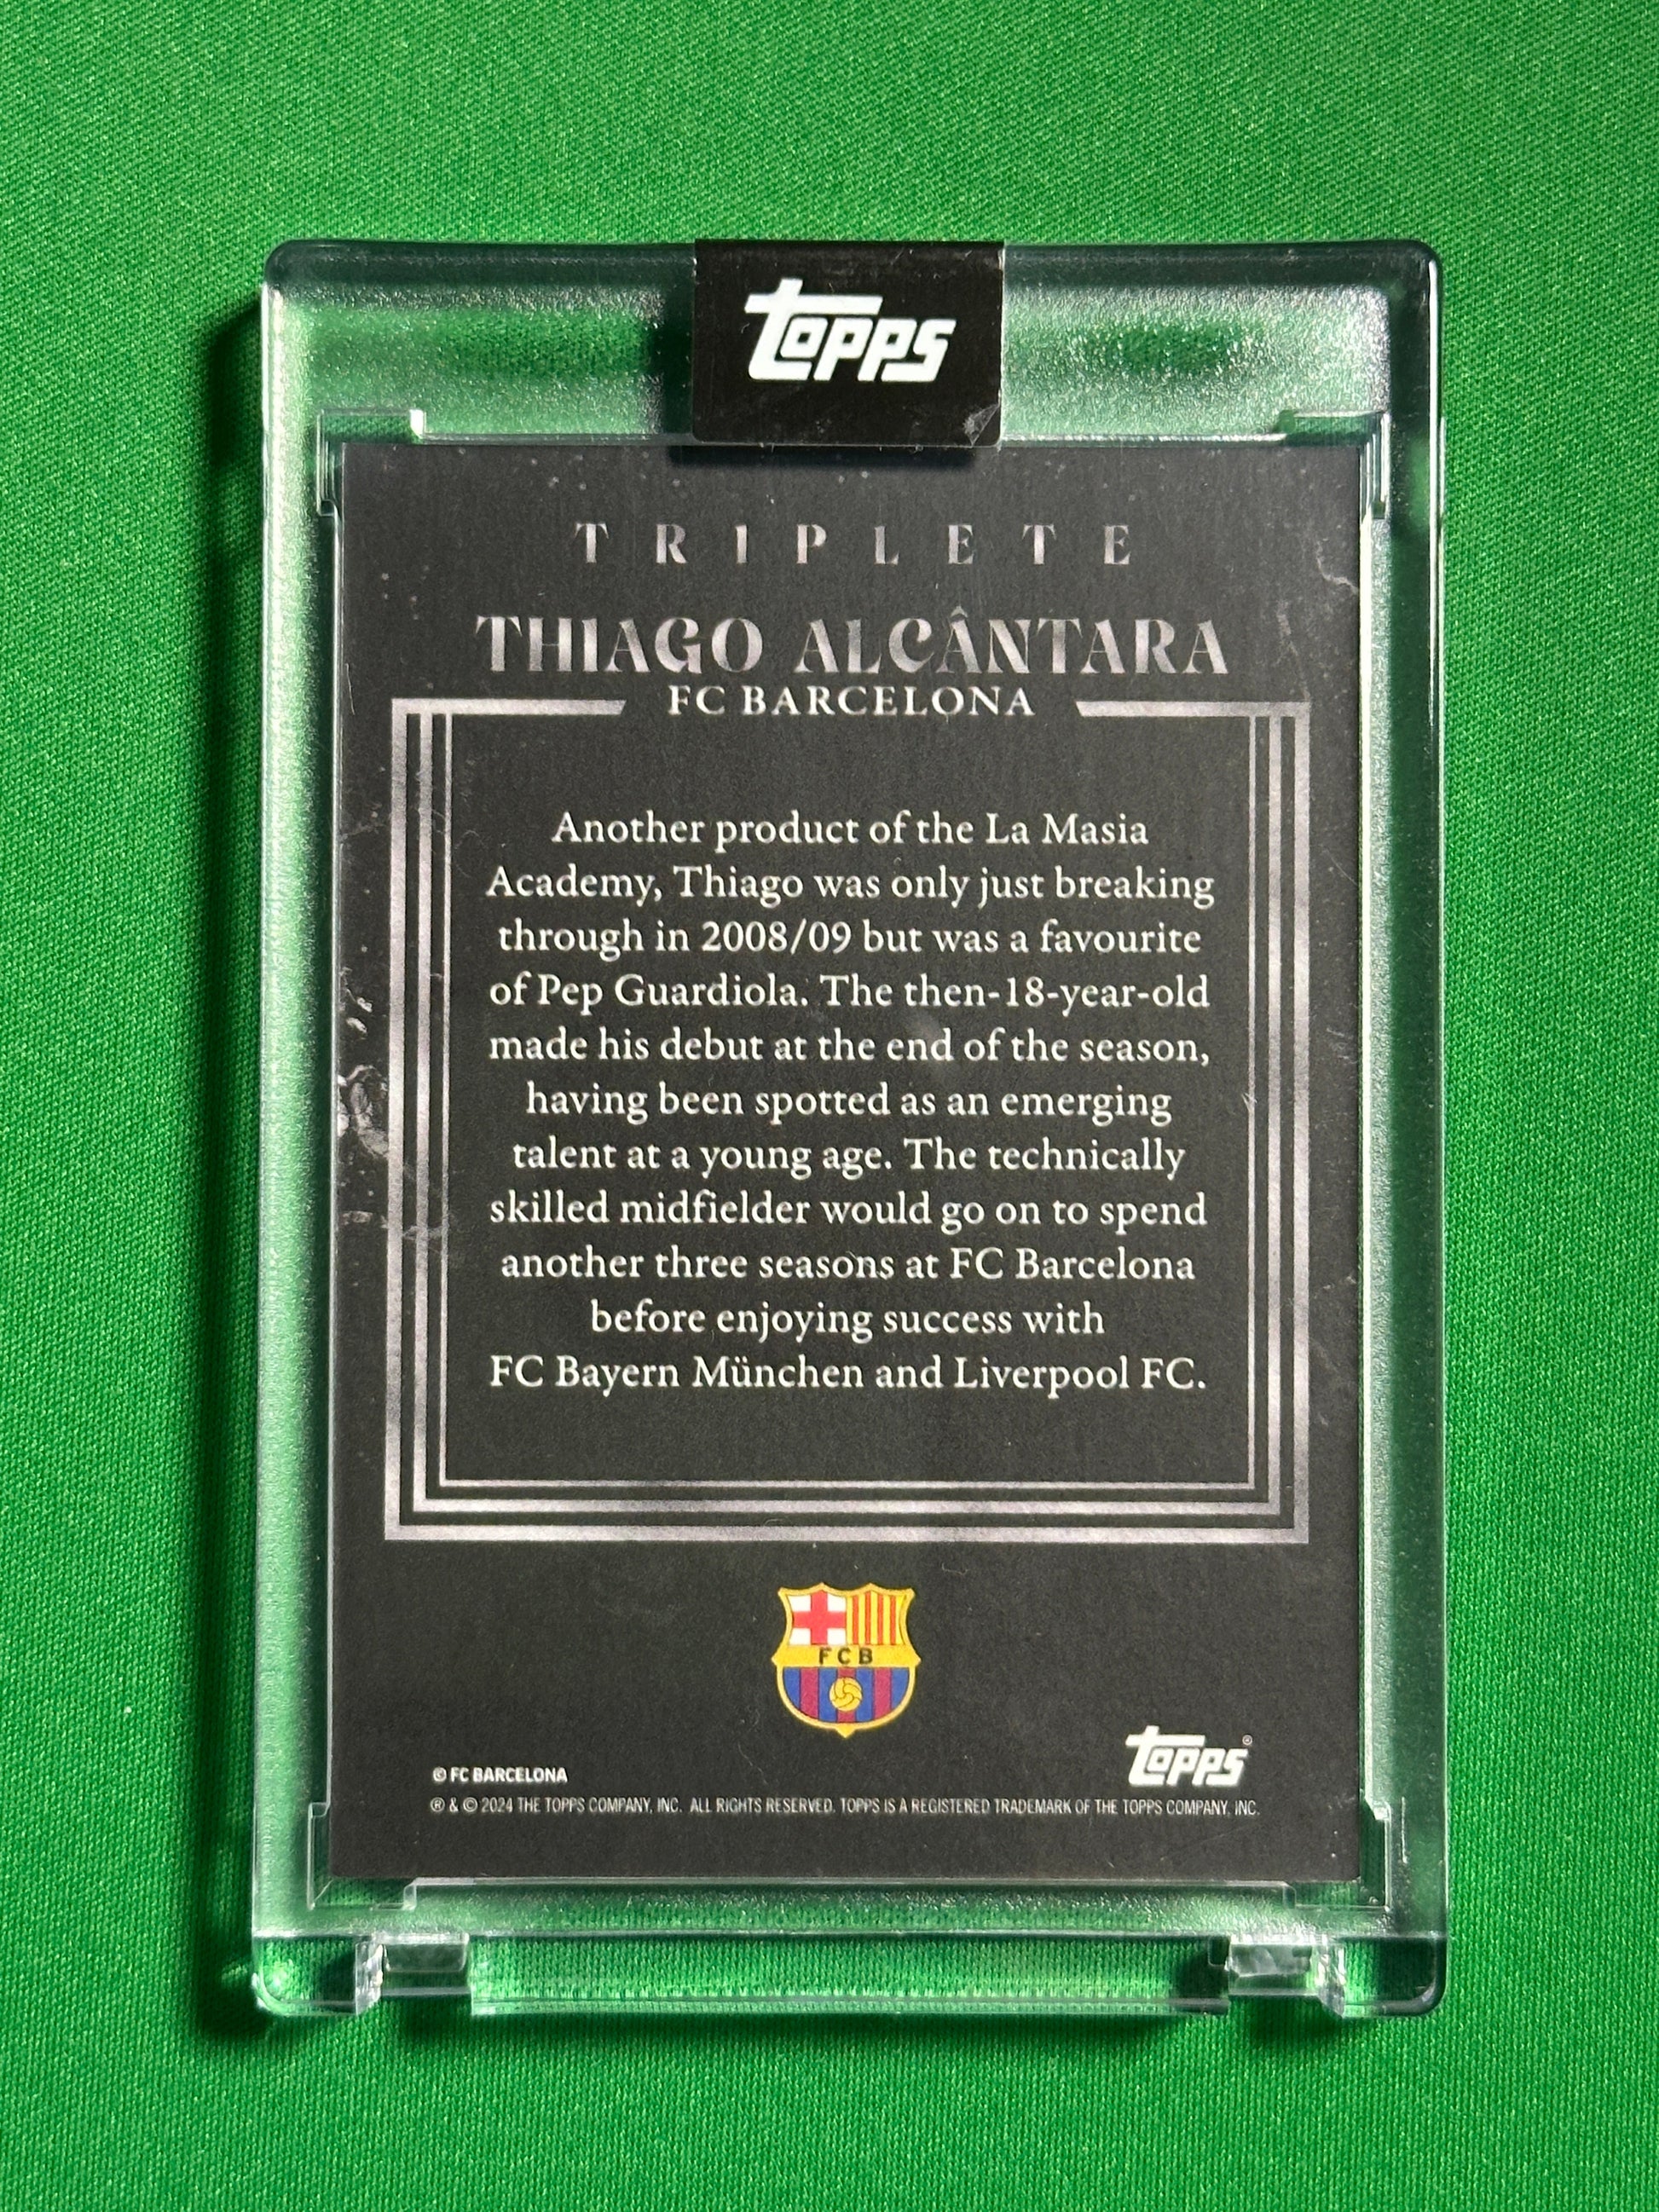 topps
TRIPLETE
THIAGO ALCÂNTARA
FC BARCELONA
Another product of the La Masia
Academy, Thiago was only just breaking
through in 2008/09 but was a favourite
of Pep Guardiola. The then-18-year-old
made his debut at the end of the season,
having been spotted as an emerging
talent at a young age. The technically
skilled midfielder would go on to spend
another three seasons at FC Barcelona
before enjoying success with
FC Bayern München and Liverpool FC.
FCB
topps®
© FC BARCELONA
® & © 2024 THE TOPPS COMPANY, INC. ALL RIGHTS RESERVED. TOPPS IS A REGISTERED TRADEMARK OF THE TOPPS COMPANY, INC.